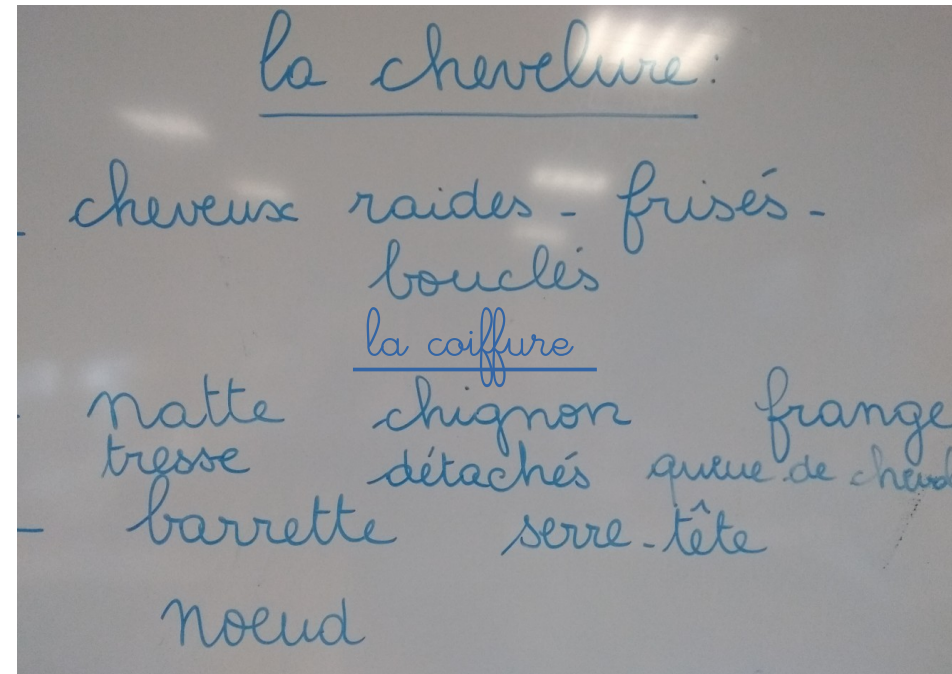 la chevelure:
- cheveux raides - frisés -
bouclés
la coiffure
- natte chignon frange
tresse détachés queue de cheval
- barrette serre-tête
noeud